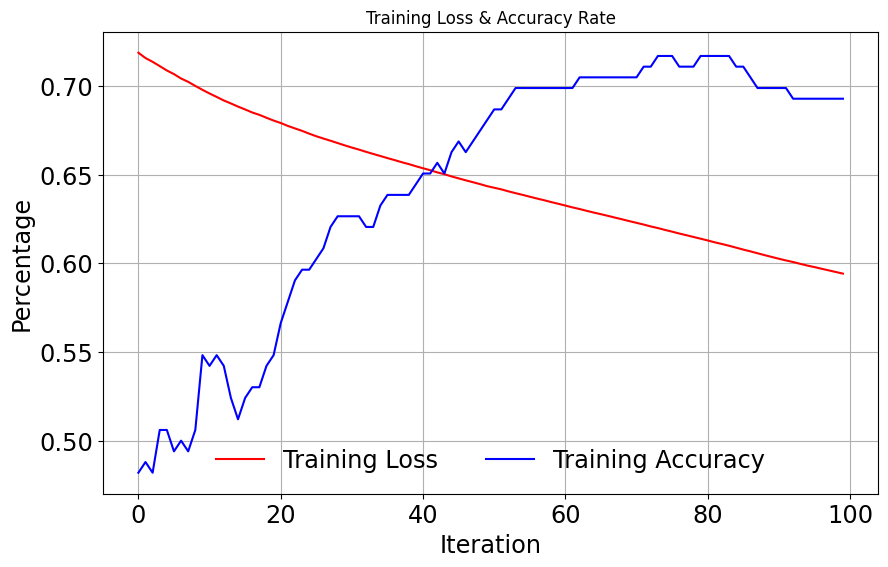 Training Loss & Accuracy Rate
Percentage
0.70
0.65
0.60
0.55
0.50
Training Loss
Training Accuracy
0 20 40 60 80 100
Iteration